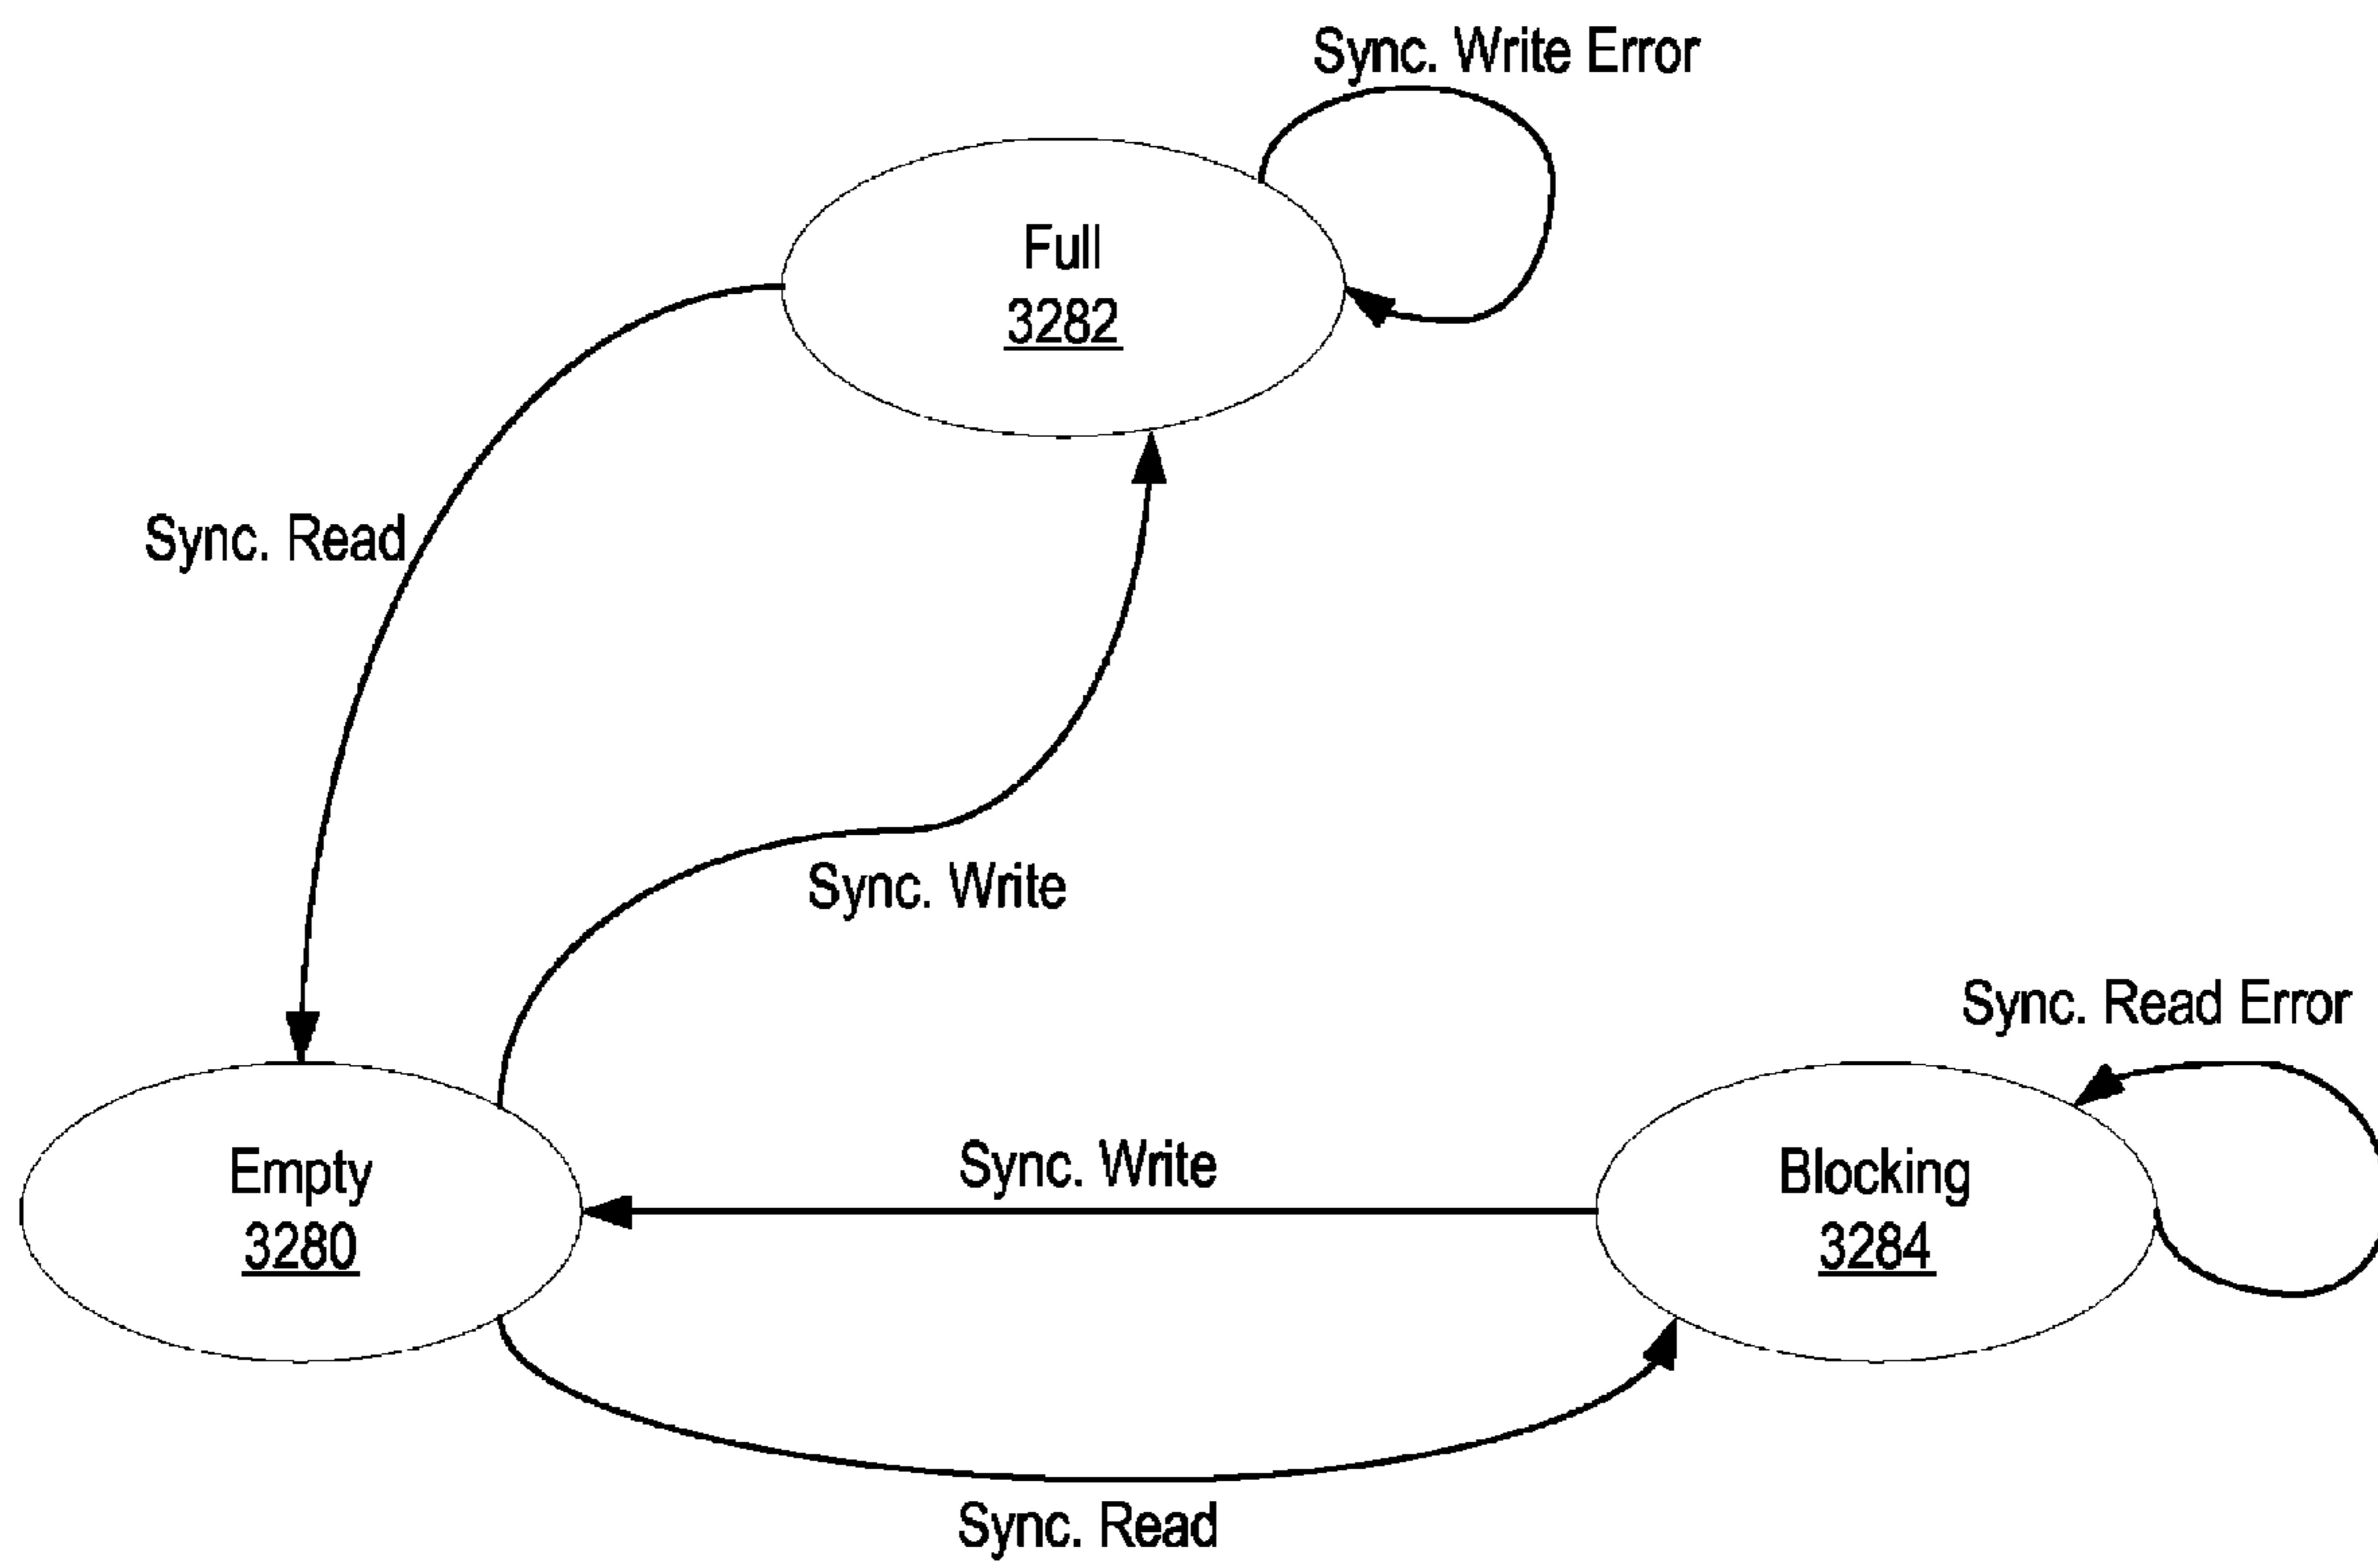 Sync. Write Error
Full
3282
Sync. Read
Sync. Write
Sync. Read Error
Empty
3280
Sync. Write
Blocking
3284
Sync. Read